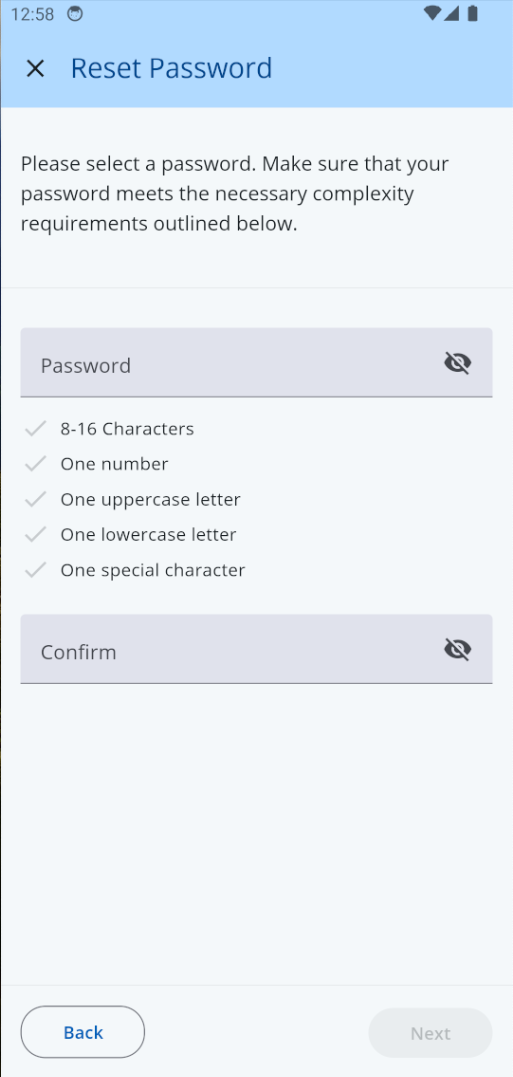 12:58
Reset Password
Please select a password. Make sure that your
password meets the necessary complexity
requirements outlined below.
Password
8-16 Characters
One number
One uppercase letter
One lowercase letter
One special character
Confirm
Back
Next